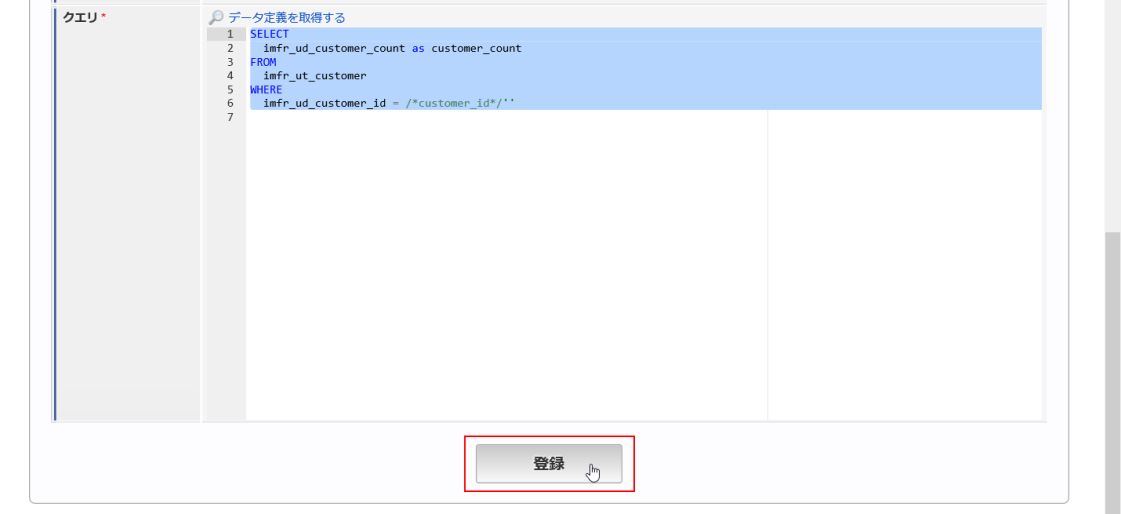 クエリ *
データ定義を取得する
1 SELECT
2 imfr_ud_customer_count as customer_count
3 FROM
4 imfr_ut_customer
5 WHERE
6 imfr_ud_customer_id = /*customer_id*/''
7
登録